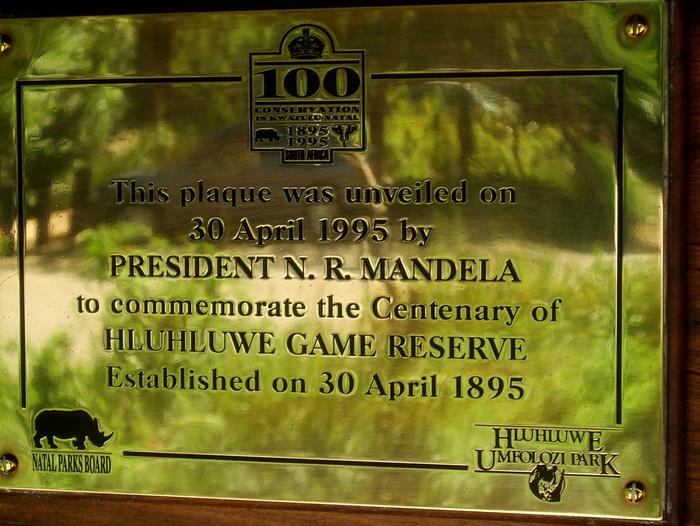 100
CONSERVATION
IN KWAZULU-NATAL
1895
1995
SOUTH AFRICA
This plaque was unveiled on
30 April 1995 by
PRESIDENT N. R. MANDELA
to commemorate the Centenary of
HLUHLUWE GAME RESERVE
Established on 30 April 1895
NATAL PARKS BOARD
HLUHLUWE
UMFOLOZI PARK